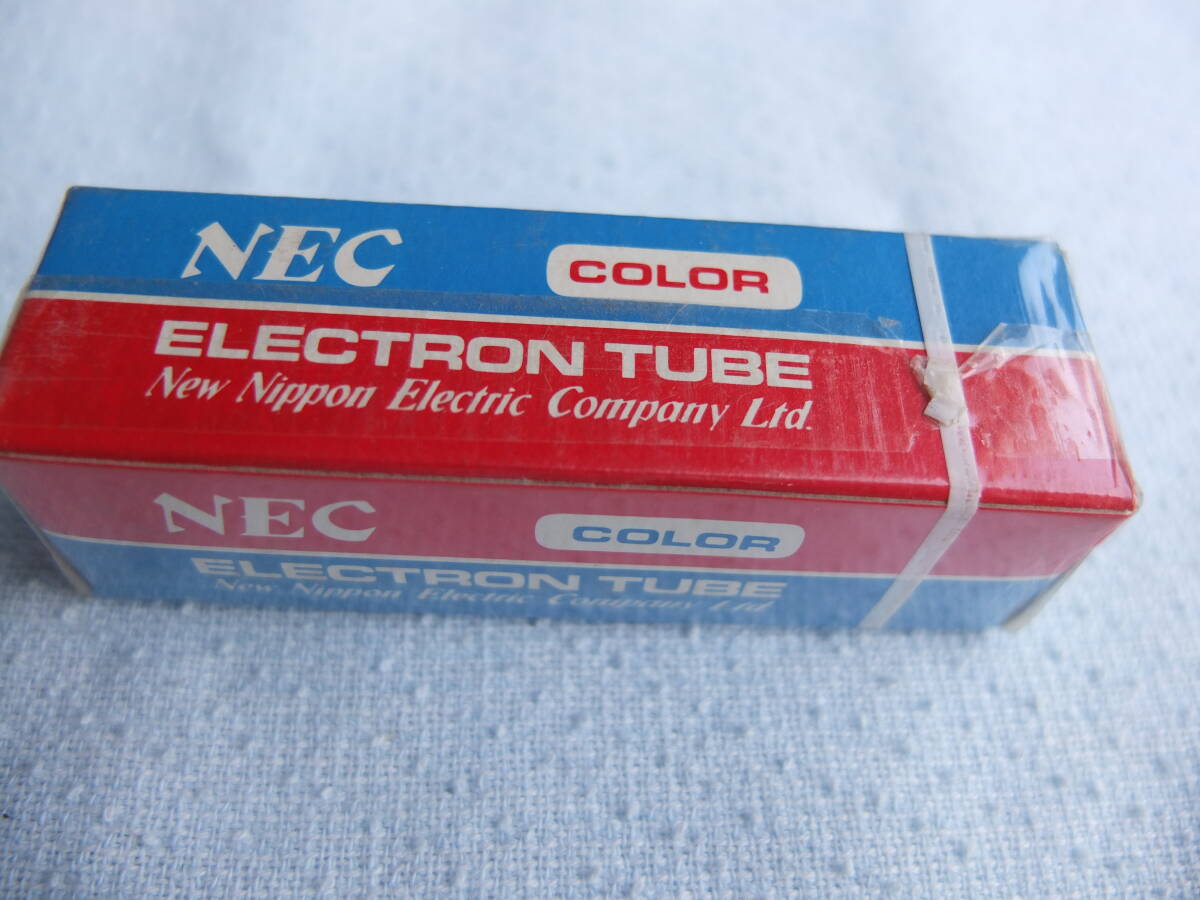 NEC COLOR
ELECTRON TUBE
New Nippon Electric Company Ltd.
NEC COLOR
ELECTRON TUBE
New Nippon Electric Company Ltd.